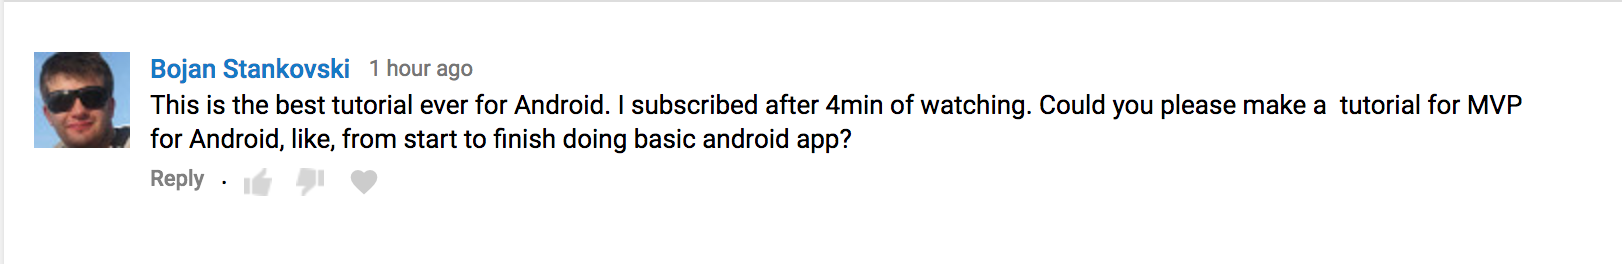 Bojan Stankovski 1 hour ago
This is the best tutorial ever for Android. I subscribed after 4min of watching. Could you please make a  tutorial for MVP
for Android, like, from start to finish doing basic android app?
Reply .